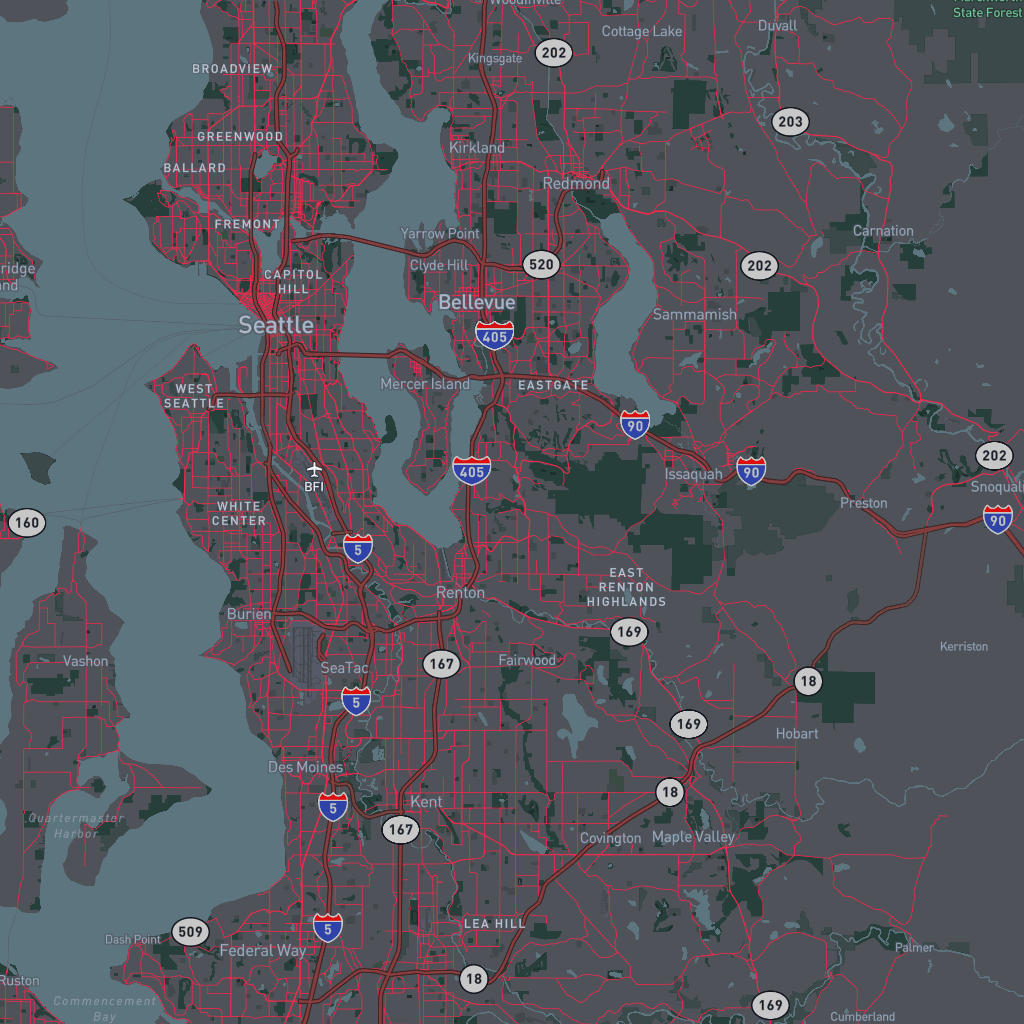 Woodinville
State Forest
Duvall
Cottage Lake
202
Kingsgate
BROADVIEW
203
GREENWOOD
Kirkland
BALLARD
Redmond
FREMONT
Yarrow Point
Carnation
Clyde Hill
520
202
CAPITOL
HILL
Bellevue
Seattle
Sammamish
405
Mercer Island
EASTGATE
WEST
SEATTLE
90
202
405
Issaquah
90
BFI
Preston
WHITE
CENTER
160
90
5
EAST
RENTON
HIGHLANDS
Renton
Burien
169
Kerriston
Vashon
SeaTac
167
Fairwood
18
5
169
Hobart
Des Moines
18
5
Kent
Quartermaster
Harbor
167
Covington
Maple Valley
LEA HILL
5
509
Dash Point
Federal Way
Palmer
Ruston
18
Commencement
Bay
169
Cumberland